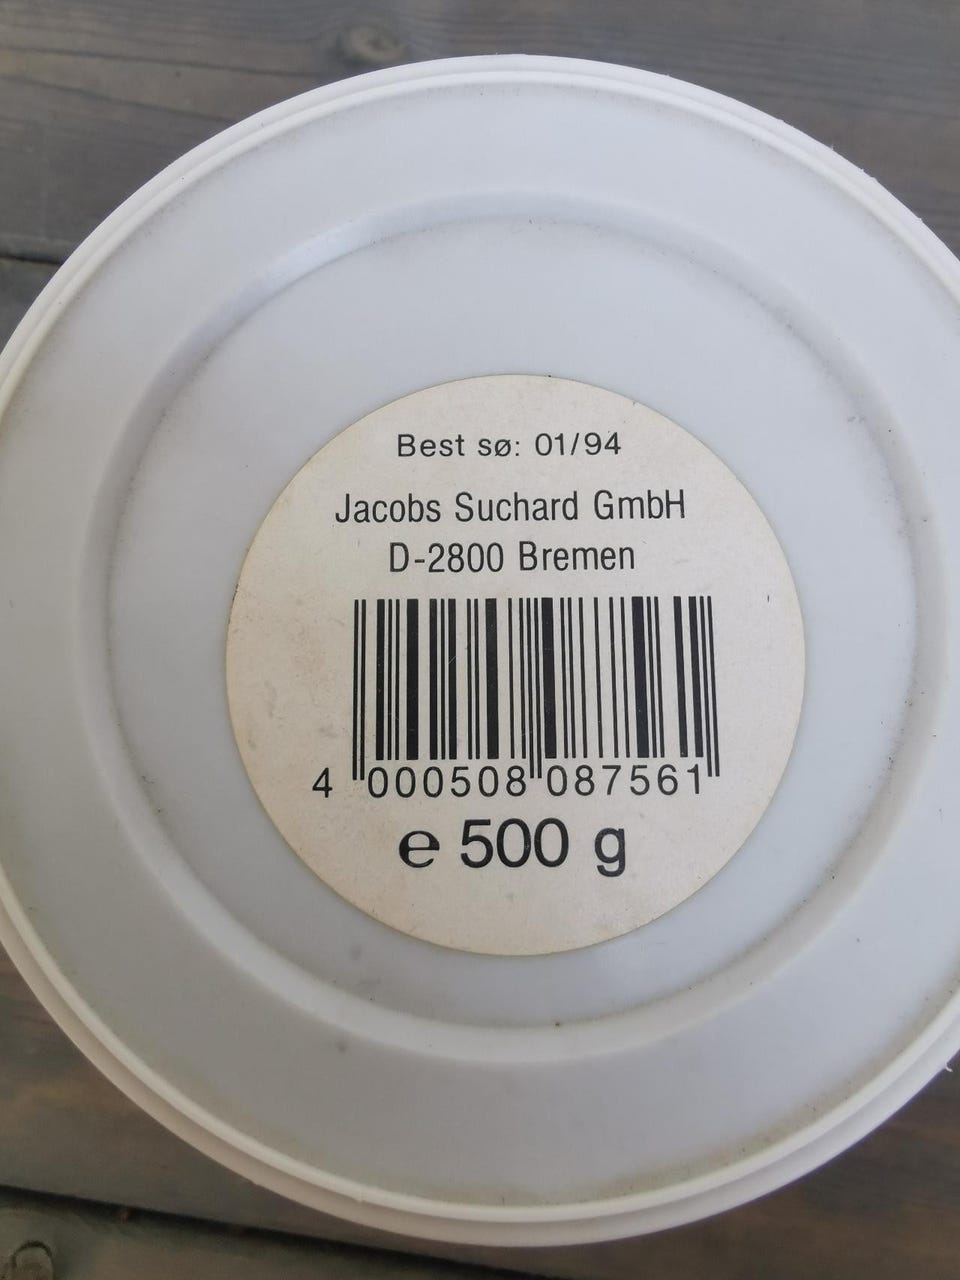 Best sø: 01/94
Jacobs Suchard GmbH
D-2800 Bremen
4 000508 087561
℮ 500 g